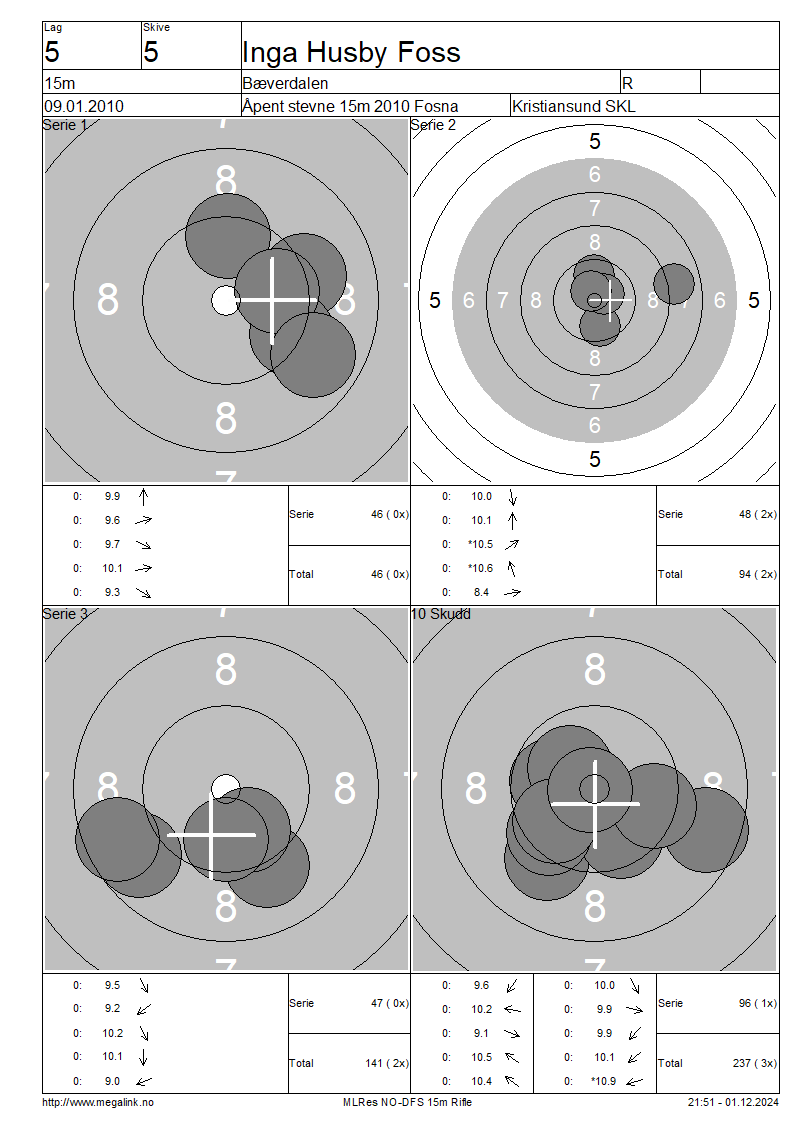 Lag Skive
5 5 Inga Husby Foss
15m Bæverdalen R
09.01.2010 Åpent stevne 15m 2010 Fosna Kristiansund SKL
Serie 1 Serie 2
7
8
8 8
8
7
5
6
7
8
5 6 7 8 8 7 6 5
8
7
6
5
0: 9.9
0: 9.6
0: 9.7
0: 10.1
0: 9.3
Serie 46 ( 0x)
Total 46 ( 0x)
0: 10.0
0: 10.1
0: *10.5
0: *10.6
0: 8.4
Serie 48 ( 2x)
Total 94 ( 2x)
Serie 3 10 Skudd
7
8
7 8 8 7
8
7
7
8
8 8
8
7
0: 9.5
0: 9.2
0: 10.2
0: 10.1
0: 9.0
Serie 47 ( 0x)
Total 141 ( 2x)
0: 9.6
0: 10.2
0: 9.1
0: 10.5
0: 10.4
0: 10.0
0: 9.9
0: 9.9
0: 10.1
0: *10.9
Serie 96 ( 1x)
Total 237 ( 3x)
http://www.megalink.no MLRes NO-DFS 15m Rifle 21:51 - 01.12.2024